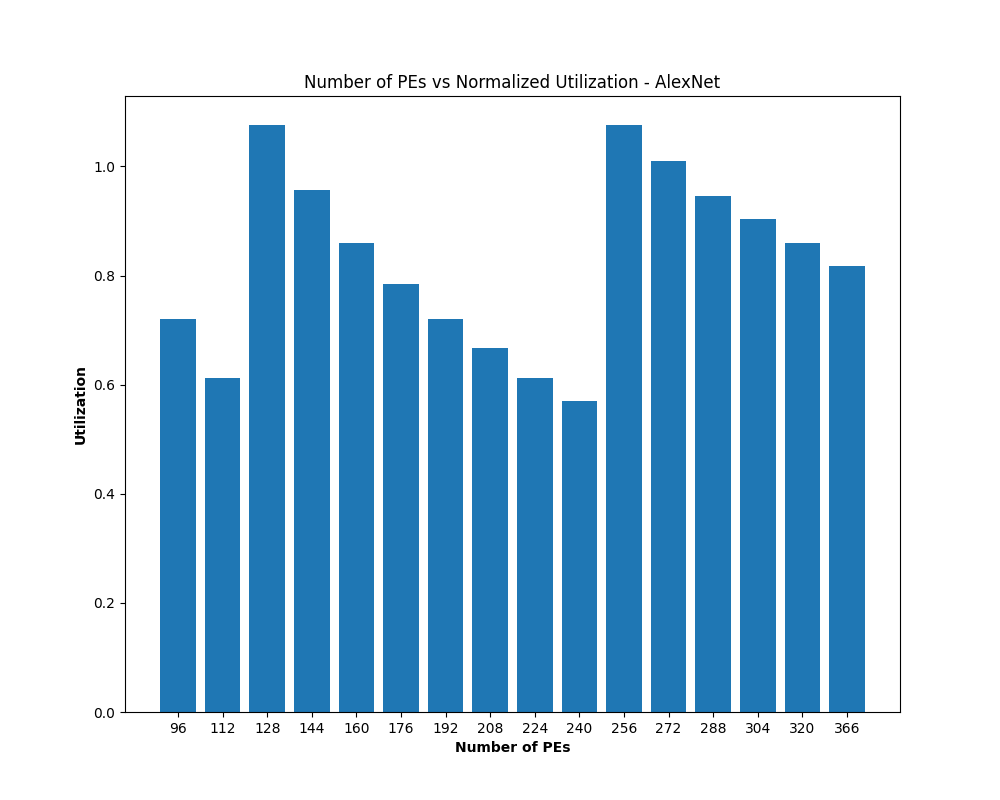 Number of PEs vs Normalized Utilization - AlexNet
Utilization
1.0
0.8
0.6
0.4
0.2
0.0
96 112 128 144 160 176 192 208 224 240 256 272 288 304 320 366
Number of PEs